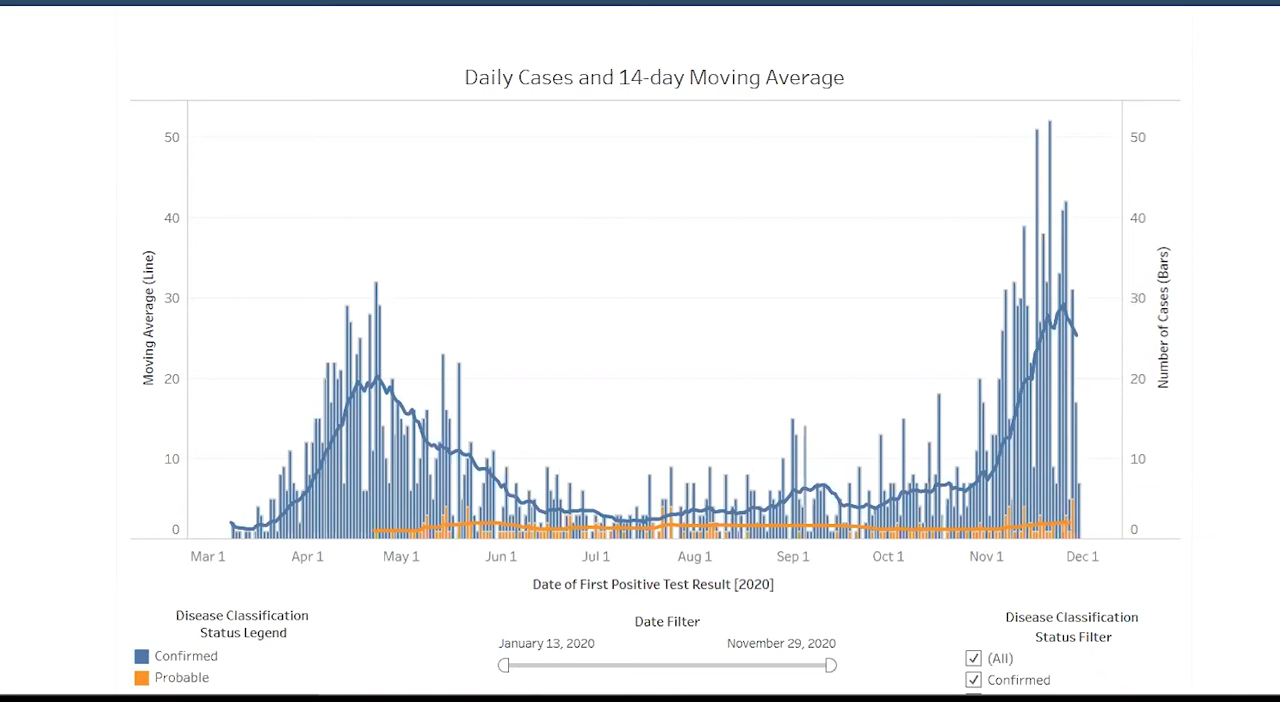 Daily Cases and 14-day Moving Average
50
40
30
20
10
0
Moving Average (Line)
50
40
30
20
10
0
Number of Cases (Bars)
Mar 1 Apr 1 May 1 Jun 1 Jul 1 Aug 1 Sep 1 Oct 1 Nov 1 Dec 1
Date of First Positive Test Result [2020]
Disease Classification
Status Legend
Confirmed
Probable
Date Filter
January 13, 2020 November 29, 2020
Disease Classification
Status Filter
(All)
Confirmed